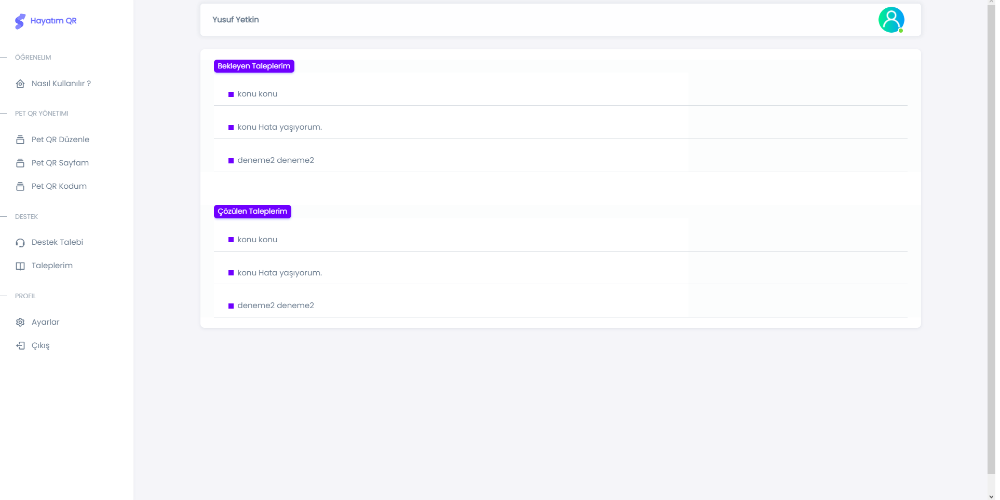 Hayatım QR
ÖĞRENELIM
Nasıl Kullanılır ?
PET QR YÖNETIMI
Pet QR Düzenle
Pet QR Sayfam
Pet QR Kodum
DESTEK
Destek Talebi
Taleplerim
PROFIL
Ayarlar
Çıkış
Yusuf Yetkin
Bekleyen Taleplerim
konu konu
konu Hata yaşıyorum.
deneme2 deneme2
Çözülen Taleplerim
konu konu
konu Hata yaşıyorum.
deneme2 deneme2